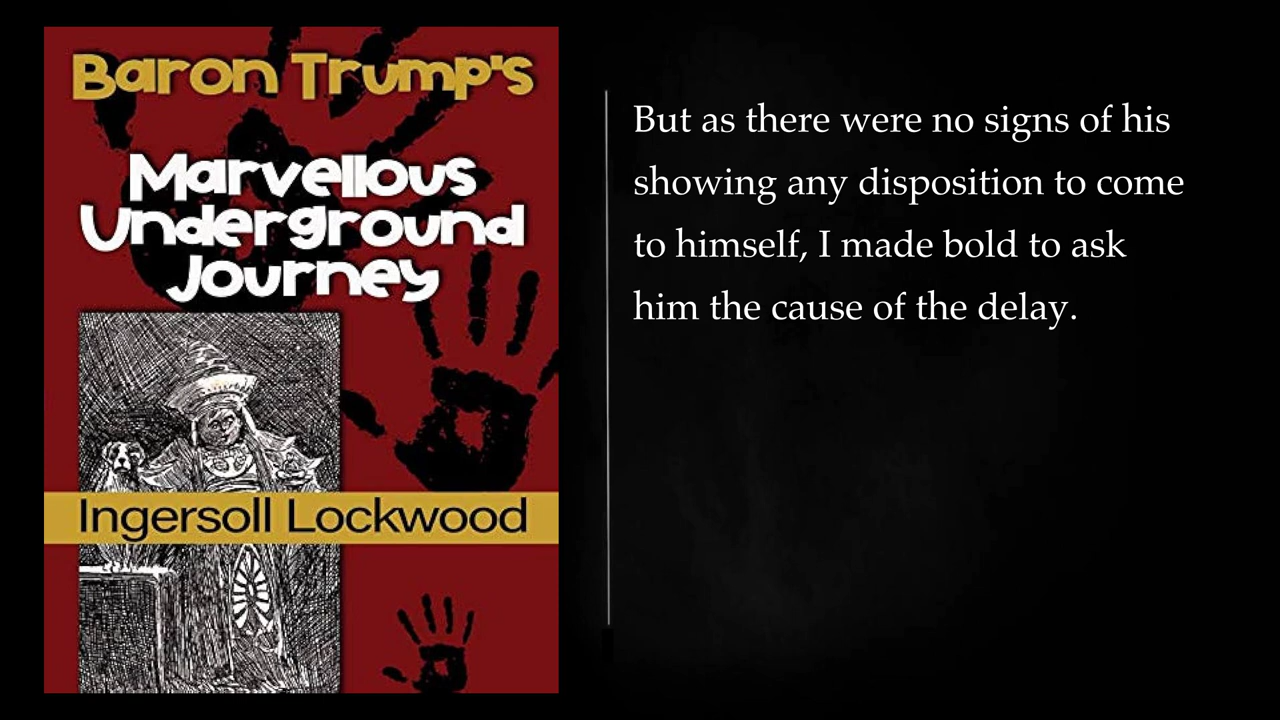 Baron Trump's
Marvellous
Underground
Journey
Ingersoll Lockwood
But as there were no signs of his
showing any disposition to come
to himself, I made bold to ask
him the cause of the delay.